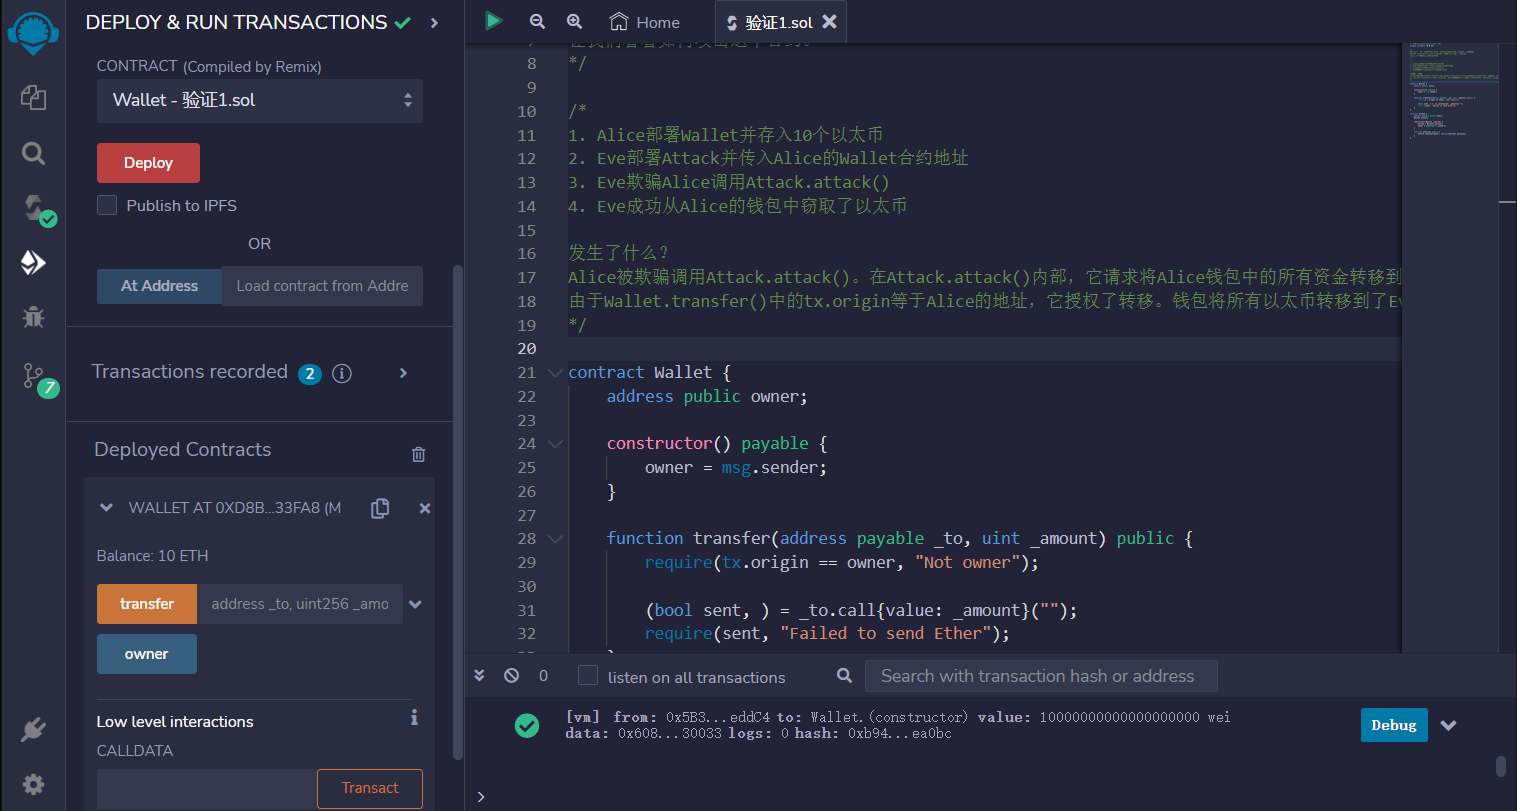 DEPLOY & RUN TRANSACTIONS
CONTRACT (Compiled by Remix)
Wallet - 验证1.sol
Deploy
Publish to IPFS
OR
At Address Load contract from Addre
Transactions recorded 2
7
Deployed Contracts
WALLET AT 0XD8B...33FA8 (M
Balance: 10 ETH
transfer address _to, uint256 _amo
owner
Low level interactions
CALLDATA
Transact
Home 验证1.sol
8 */
9
10 /*
11 1. Alice部署Wallet并存入10个以太币
12 2. Eve部署Attack并传入Alice的Wallet合约地址
13 3. Eve欺骗Alice调用Attack.attack()
14 4. Eve成功从Alice的钱包中窃取了以太币
15
16 发生了什么？
17 Alice被欺骗调用Attack.attack()。在Attack.attack()内部，它请求将Alice钱包中的所有资金转移到
18 由于Wallet.transfer()中的tx.origin等于Alice的地址，它授权了转移。钱包将所有以太币转移到了Ev
19 */
20
21 contract Wallet {
22 address public owner;
23
24 constructor() payable {
25 owner = msg.sender;
26 }
27
28 function transfer(address payable _to, uint _amount) public {
29 require(tx.origin == owner, "Not owner");
30
31 (bool sent, ) = _to.call{value: _amount}("");
32 require(sent, "Failed to send Ether");
0 listen on all transactions Search with transaction hash or address
[vm] from: 0x5B3...eddC4 to: Wallet.(constructor) value: 10000000000000000000 wei
data: 0x608...30033 logs: 0 hash: 0xb94...ea0bc
Debug
>